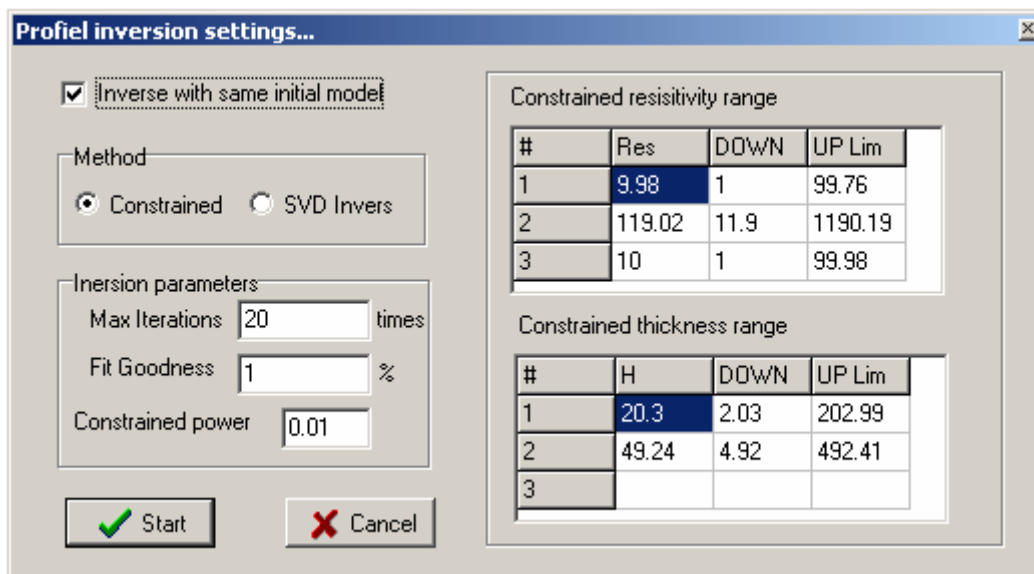 Profiel inversion settings...
Inverse with same initial model
Method
Constrained SVD Invers
Inersion parameters
Max Iterations 20 times
Fit Goodness 1 %
Constrained power 0.01
Start Cancel
Constrained resisitivity range
# Res DOWN UP Lim
1 9.98 1 99.76
2 119.02 11.9 1190.19
3 10 1 99.98
Constrained thickness range
# H DOWN UP Lim
1 20.3 2.03 202.99
2 49.24 4.92 492.41
3